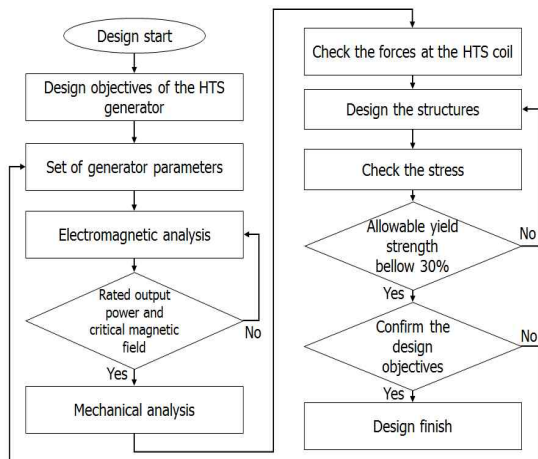 Design start
Design objectives of the HTS
generator
Set of generator parameters
Electromagnetic analysis
Rated output
power and
critical magnetic
field
No
Yes
Mechanical analysis
Check the forces at the HTS coil
Design the structures
Check the stress
Allowable yield
strength
bellow 30%
No
Yes
Confirm the
design
objectives
No
Yes
Design finish